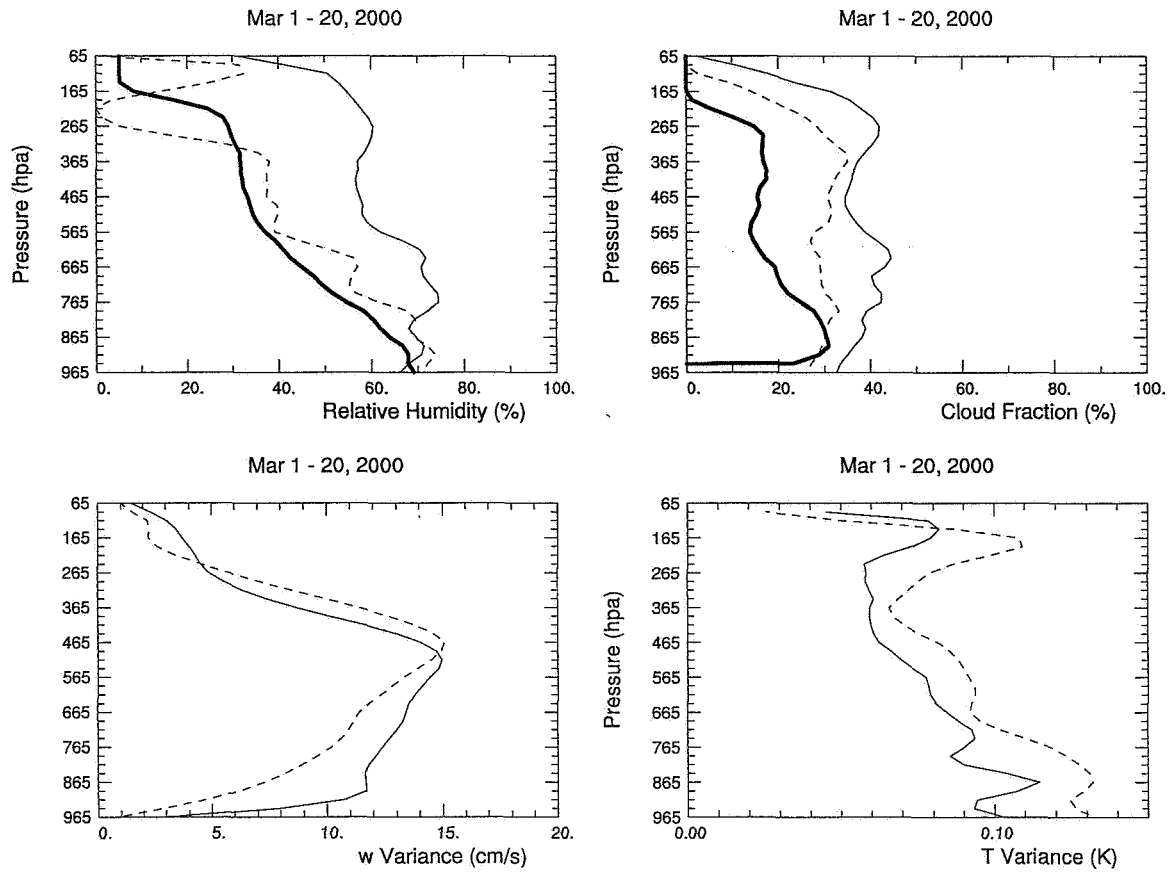 Mar 1 - 20, 2000
65
165
265
365
465
565
665
765
865
965
Pressure (hpa)
0. 20. 40. 60. 80. 100.
Relative Humidity (%)
Mar 1 - 20, 2000
65
165
265
365
465
565
665
765
865
965
Pressure (hpa)
0. 20. 40. 60. 80. 100.
Cloud Fraction (%)
Mar 1 - 20, 2000
65
165
265
365
465
565
665
765
865
965
0. 5. 10. 15. 20.
w Variance (cm/s)
Mar 1 - 20, 2000
65
165
265
365
465
565
665
765
865
965
Pressure (hpa)
0.00 0.10
T Variance (K)